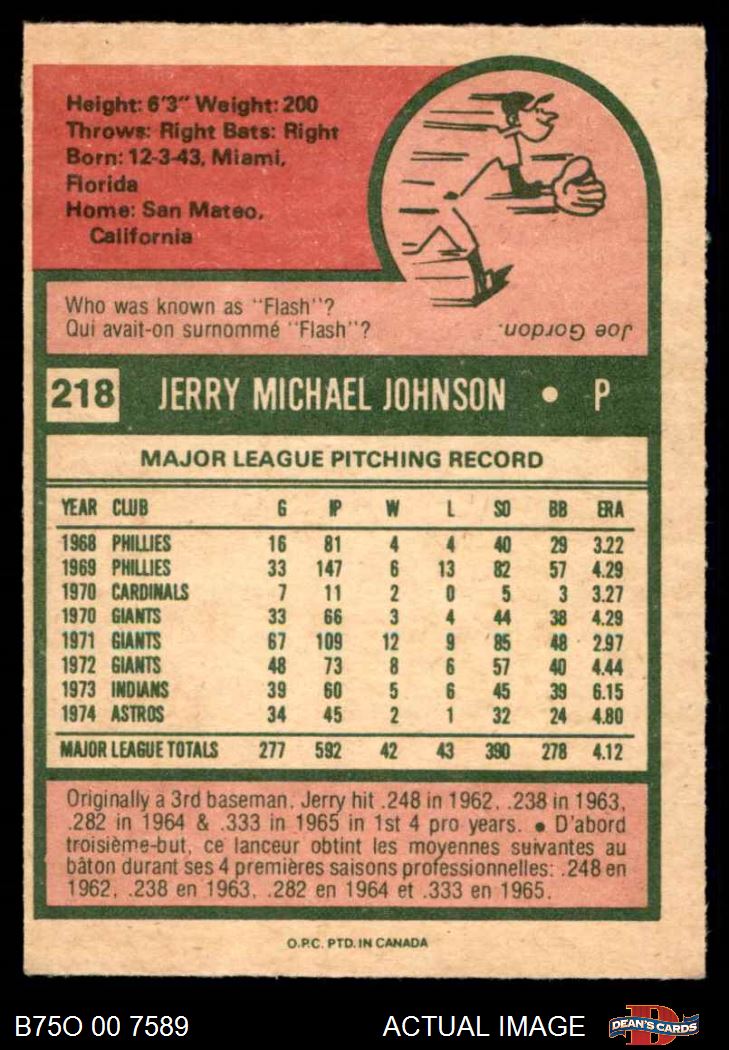 Height: 6'3" Weight: 200
Throws: Right Bats: Right
Born: 12-3-43, Miami,
Florida
Home: San Mateo,
California
Who was known as "Flash"?
Qui avait-on surnommé "Flash"?
Joe Gordon.
218 JERRY MICHAEL JOHNSON • P
MAJOR LEAGUE PITCHING RECORD
YEAR CLUB G IP W L SO BB ERA
1968 PHILLIES 16 81 4 4 40 29 3.22
1969 PHILLIES 33 147 6 13 82 57 4.29
1970 CARDINALS 7 11 2 0 5 3 3.27
1970 GIANTS 33 66 3 4 44 38 4.29
1971 GIANTS 67 109 12 9 85 48 2.97
1972 GIANTS 48 73 8 6 57 40 4.44
1973 INDIANS 39 60 5 6 45 39 6.15
1974 ASTROS 34 45 2 1 32 24 4.80
MAJOR LEAGUE TOTALS 277 592 42 43 390 278 4.12
Originally a 3rd baseman, Jerry hit .248 in 1962, .238 in 1963,
.282 in 1964 & .333 in 1965 in 1st 4 pro years. • D'abord
troisième-but, ce lanceur obtint les moyennes suivantes au
bâton durant ses 4 premières saisons professionnelles: .248 en
1962, .238 en 1963, .282 en 1964 et .333 en 1965.
O.P.C. PTD. IN CANADA
B75O 00 7589 ACTUAL IMAGE DEAN'S CARDS